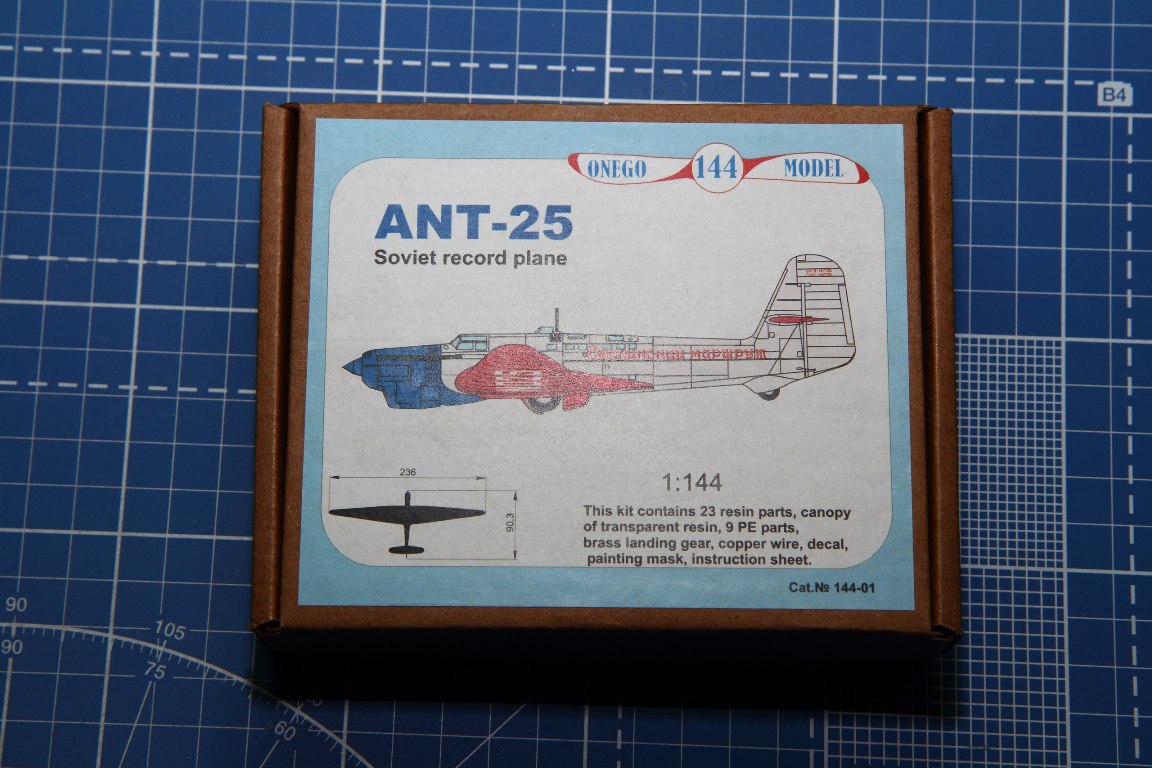 B4
ONEGO 144 MODEL
ANT-25
Soviet record plane
236
90.3
1:144
This kit contains 23 resin parts, canopy
of transparent resin, 9 PE parts,
brass landing gear, copper wire, decal,
painting mask, instruction sheet.
Cat.№ 144-01
90
105
90
75
60